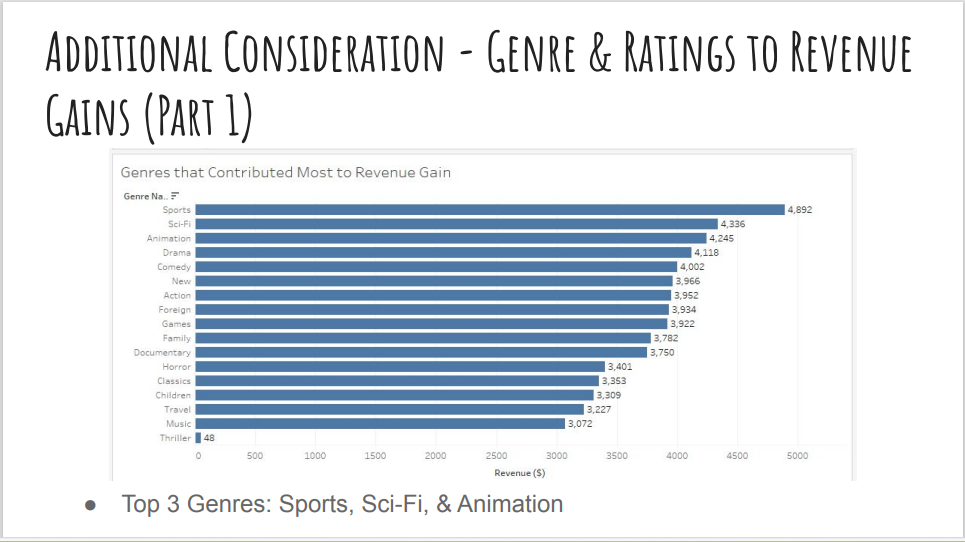 Additional Consideration - Genre & Ratings to Revenue
Gains (Part 1)
Genres that Contributed Most to Revenue Gain
Genre Na..
Sports 4,892
Sci-Fi 4,336
Animation 4,245
Drama 4,118
Comedy 4,002
New 3,966
Action 3,952
Foreign 3,934
Games 3,922
Family 3,782
Documentary 3,750
Horror 3,401
Classics 3,353
Children 3,309
Travel 3,227
Music 3,072
Thriller 48
0 500 1000 1500 2000 2500 3000 3500 4000 4500 5000
Revenue ($)
● Top 3 Genres: Sports, Sci-Fi, & Animation